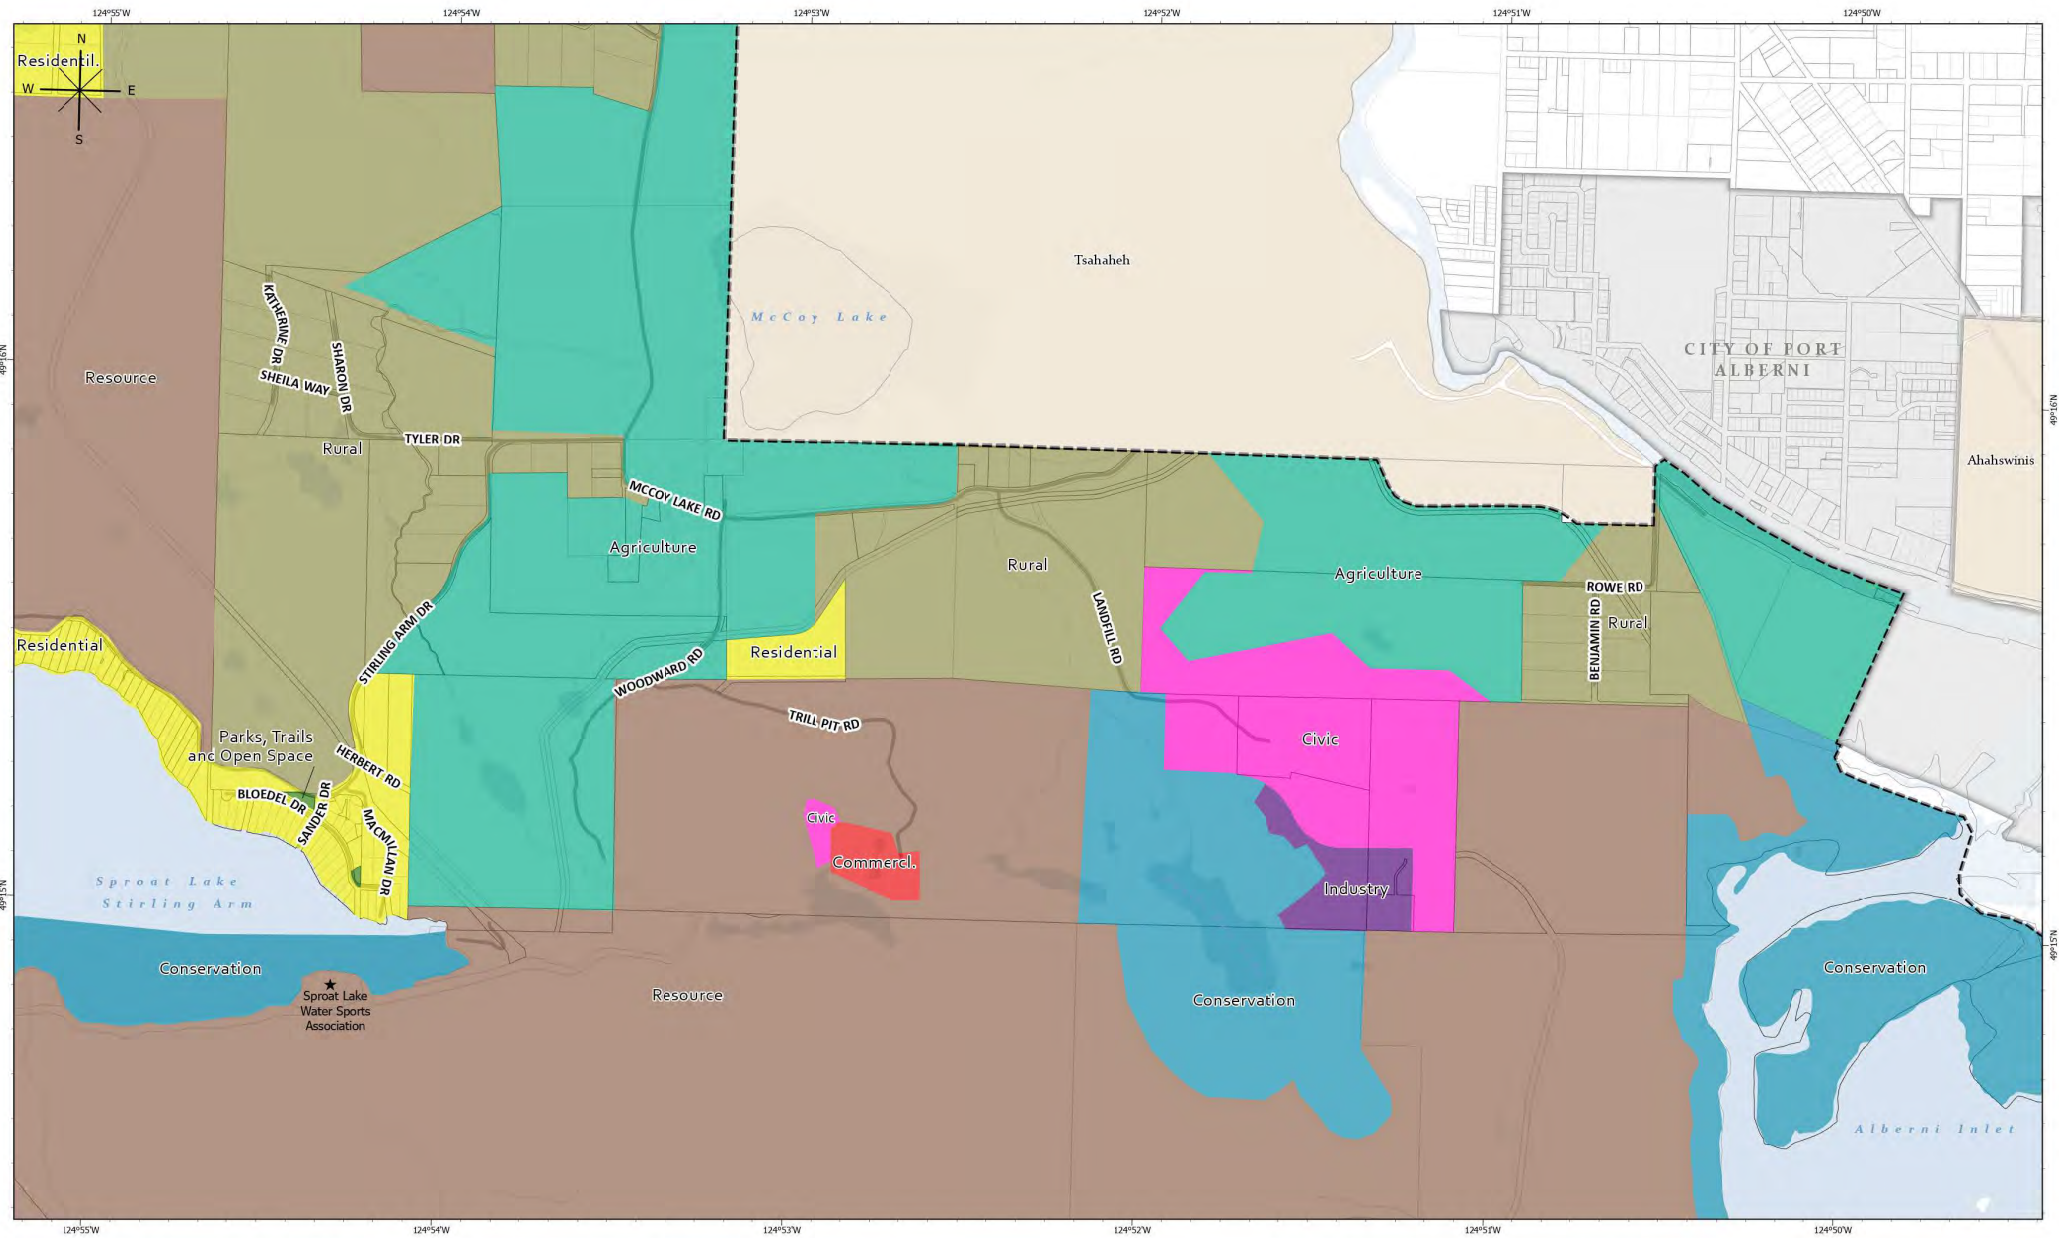 124°55'W
124°54'W
124°53'W
124°52'W
124°51'W
124°50'W
N
Residentil.
W
E
S
Tsahaheh
McCoy Lake
KATHERINE DR
SHARON DR
CITY OF PORT
ALBERNI
49°16'N
Resource
SHEILA WAY
49°16'N
TYLER DR
Rural
Ahahswinis
MCCOY LAKE RD
Agriculture
Rural
Agriculture
ROWE RD
BENJAMIN RD
Rural
LANDFILL RD
STIRLING ARM DR
Residential
Residential
WOODWARD RD
TRILL PIT RD
Parks, Trails
and Open Space
HERBERT RD
Civic
BLOEDEL DR
SANDER DR
MACMILLAN DR
Civic
Commercl.
Sproat Lake
Stirling Arm
49°15'N
Industry
49°15'N
Conservation
Conservation
Sproat Lake
Water Sports
Association
Resource
Conservation
Alberni Inlet
124°55'W
124°54'W
124°53'W
124°52'W
124°51'W
124°50'W